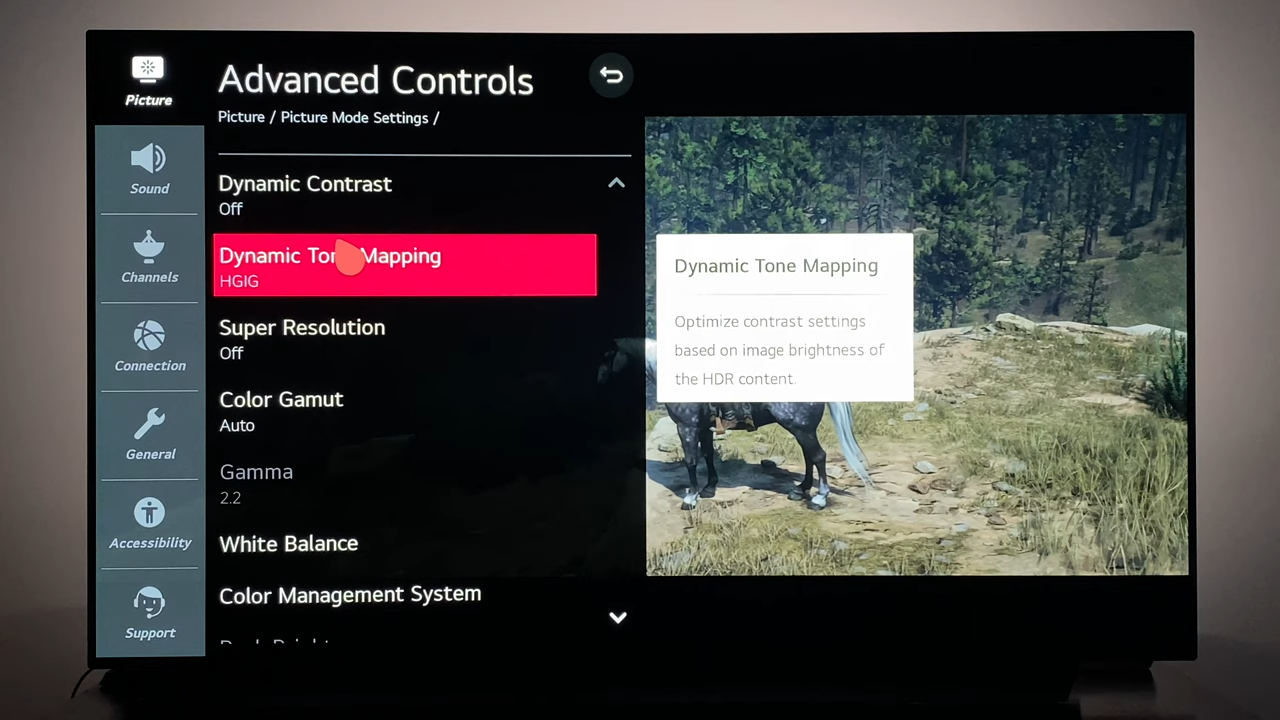 Picture
Sound
Channels
Connection
General
Accessibility
Support
Advanced Controls
Picture / Picture Mode Settings /
Dynamic Contrast
Off
Dynamic Tone Mapping
HGIG
Super Resolution
Off
Color Gamut
Auto
Gamma
2.2
White Balance
Color Management System
Dynamic Tone Mapping
Optimize contrast settings
based on image brightness of
the HDR content.